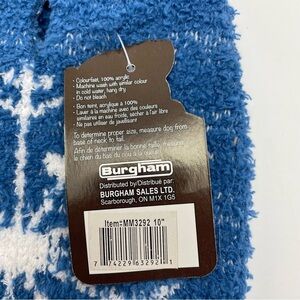 - Colourfast, 100% acrylic
- Machine wash with similar colour
in cold water, hang dry
- Do not bleach
- Bon teint, acrylique à 100%
- Laver à la machine avec des couleurs
similaires en eau froide, sécher à l'air libre
- Ne pas utiliser de javellisant
To determine proper size, measure dog from
base of neck to tail.
Afin de déterminer la bonne taille, mesurer
le chien du bas du cou à la queue.
Burgham
Distributed by/Distribué par:
BURGHAM SALES LTD.
Scarborough, ON M1X 1G5
Item#MM3292 10"
7 74229 63292 1